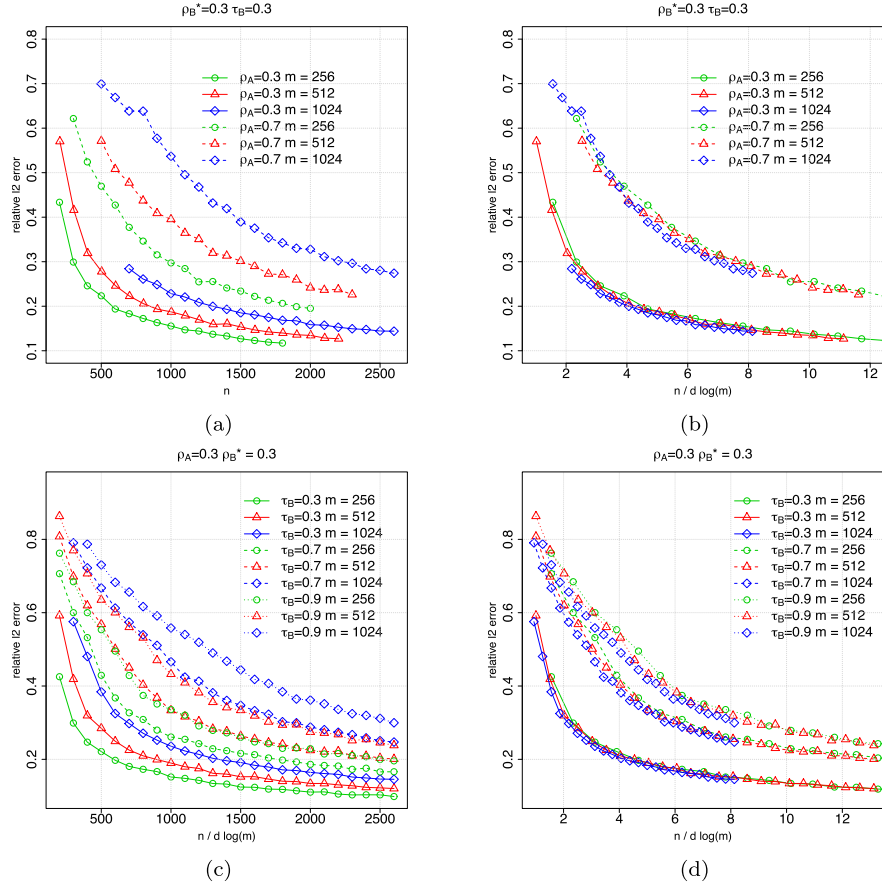 ρB*=0.3 τB=0.3
relative l2 error
0.1 0.2 0.3 0.4 0.5 0.6 0.7 0.8
ρA=0.3 m = 256
ρA=0.3 m = 512
ρA=0.3 m = 1024
ρA=0.7 m = 256
ρA=0.7 m = 512
ρA=0.7 m = 1024
500 1000 1500 2000 2500
n
(a)
ρB*=0.3 τB=0.3
relative l2 error
0.1 0.2 0.3 0.4 0.5 0.6 0.7 0.8
ρA=0.3 m = 256
ρA=0.3 m = 512
ρA=0.3 m = 1024
ρA=0.7 m = 256
ρA=0.7 m = 512
ρA=0.7 m = 1024
2 4 6 8 10 12
n / d log(m)
(b)
ρA=0.3 ρB* = 0.3
relative l2 error
0.2 0.4 0.6 0.8
τB=0.3 m = 256
τB=0.3 m = 512
τB=0.3 m = 1024
τB=0.7 m = 256
τB=0.7 m = 512
τB=0.7 m = 1024
τB=0.9 m = 256
τB=0.9 m = 512
τB=0.9 m = 1024
500 1000 1500 2000 2500
n / d log(m)
(c)
ρA=0.3 ρB* = 0.3
relative l2 error
0.2 0.4 0.6 0.8
τB=0.3 m = 256
τB=0.3 m = 512
τB=0.3 m = 1024
τB=0.7 m = 256
τB=0.7 m = 512
τB=0.7 m = 1024
τB=0.9 m = 256
τB=0.9 m = 512
τB=0.9 m = 1024
2 4 6 8 10 12
n / d log(m)
(d)